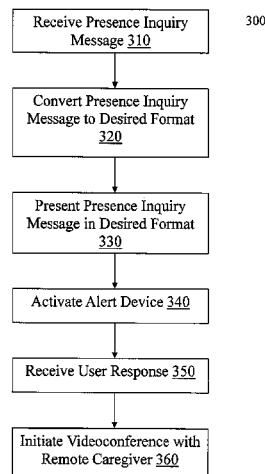 300
Receive Presence Inquiry
Message 310
Convert Presence Inquiry
Message to Desired Format
320
Present Presence Inquiry
Message in Desired Format
330
Activate Alert Device 340
Receive User Response 350
Initiate Videoconference with
Remote Caregiver 360